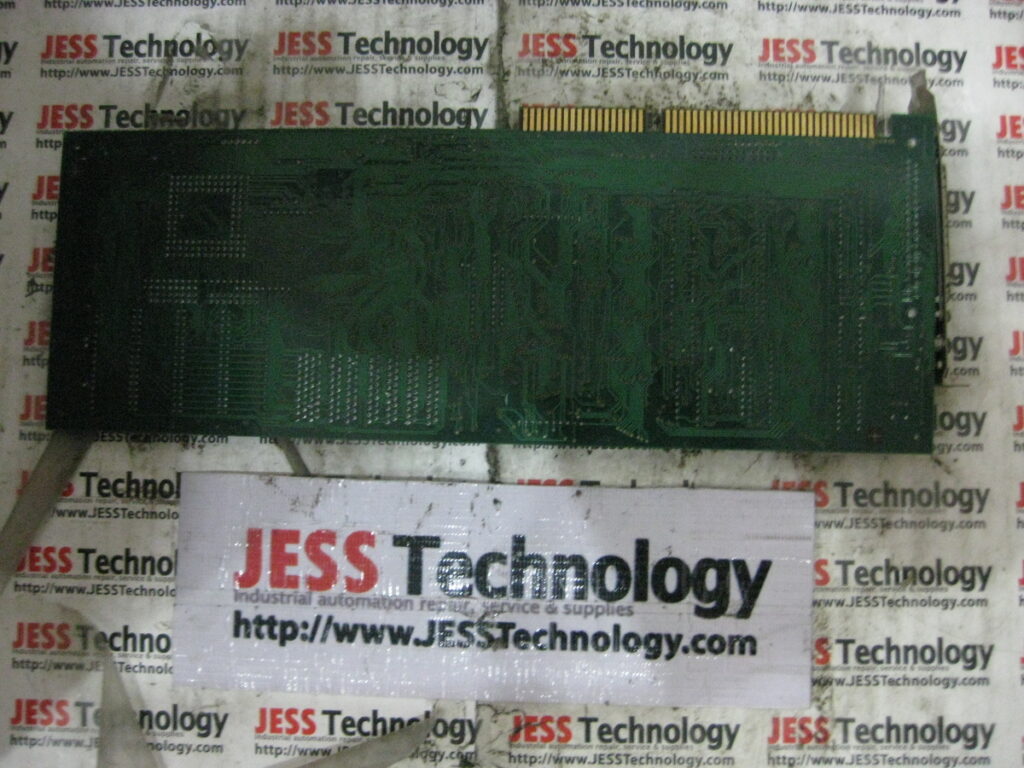 JESS Technology
Industrial automation repair, service & supplies
http://www.JESSTechnology.com